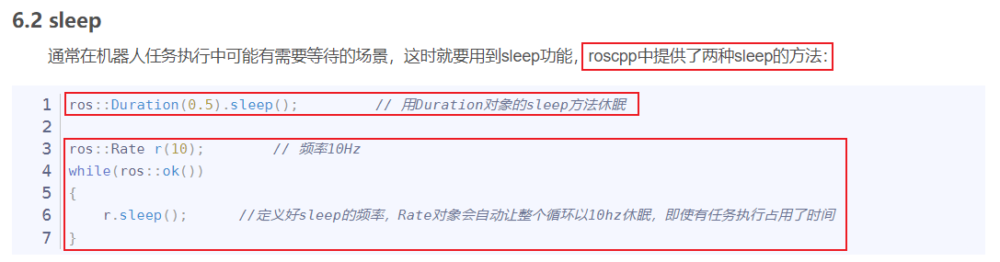 6.2 sleep
通常在机器人任务执行中可能有需要等待的场景，这时就要用到sleep功能，roscpp中提供了两种sleep的方法：
1 ros::Duration(0.5).sleep();         // 用Duration对象的sleep方法休眠
2
3 ros::Rate r(10);        // 频率10Hz
4 while(ros::ok())
5 {
6     r.sleep();      //定义好sleep的频率，Rate对象会自动让整个循环以10hz休眠，即使有任务执行占用了时间
7 }